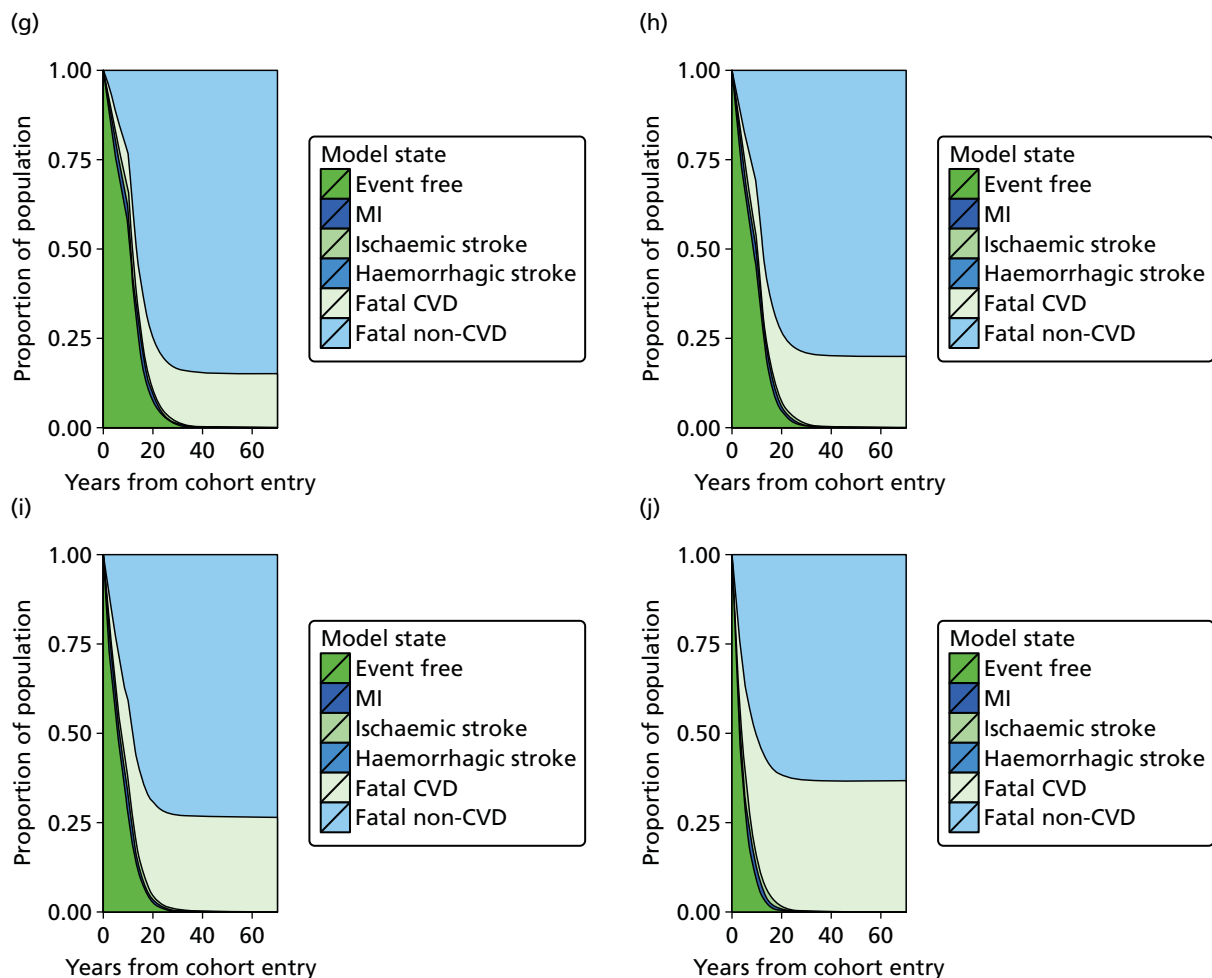 (g)
1.00
0.75
0.50
0.25
0.00
Proportion of population
0
20
40
60
Years from cohort entry
Model state
Event free
MI
Ischaemic stroke
Haemorrhagic stroke
Fatal CVD
Fatal non-CVD
(h)
1.00
0.75
0.50
0.25
0.00
Proportion of population
0
20
40
60
Years from cohort entry
Model state
Event free
MI
Ischaemic stroke
Haemorrhagic stroke
Fatal CVD
Fatal non-CVD
(i)
1.00
0.75
0.50
0.25
0.00
Proportion of population
0
20
40
60
Years from cohort entry
Model state
Event free
MI
Ischaemic stroke
Haemorrhagic stroke
Fatal CVD
Fatal non-CVD
(j)
1.00
0.75
0.50
0.25
0.00
Proportion of population
0
20
40
60
Years from cohort entry
Model state
Event free
MI
Ischaemic stroke
Haemorrhagic stroke
Fatal CVD
Fatal non-CVD